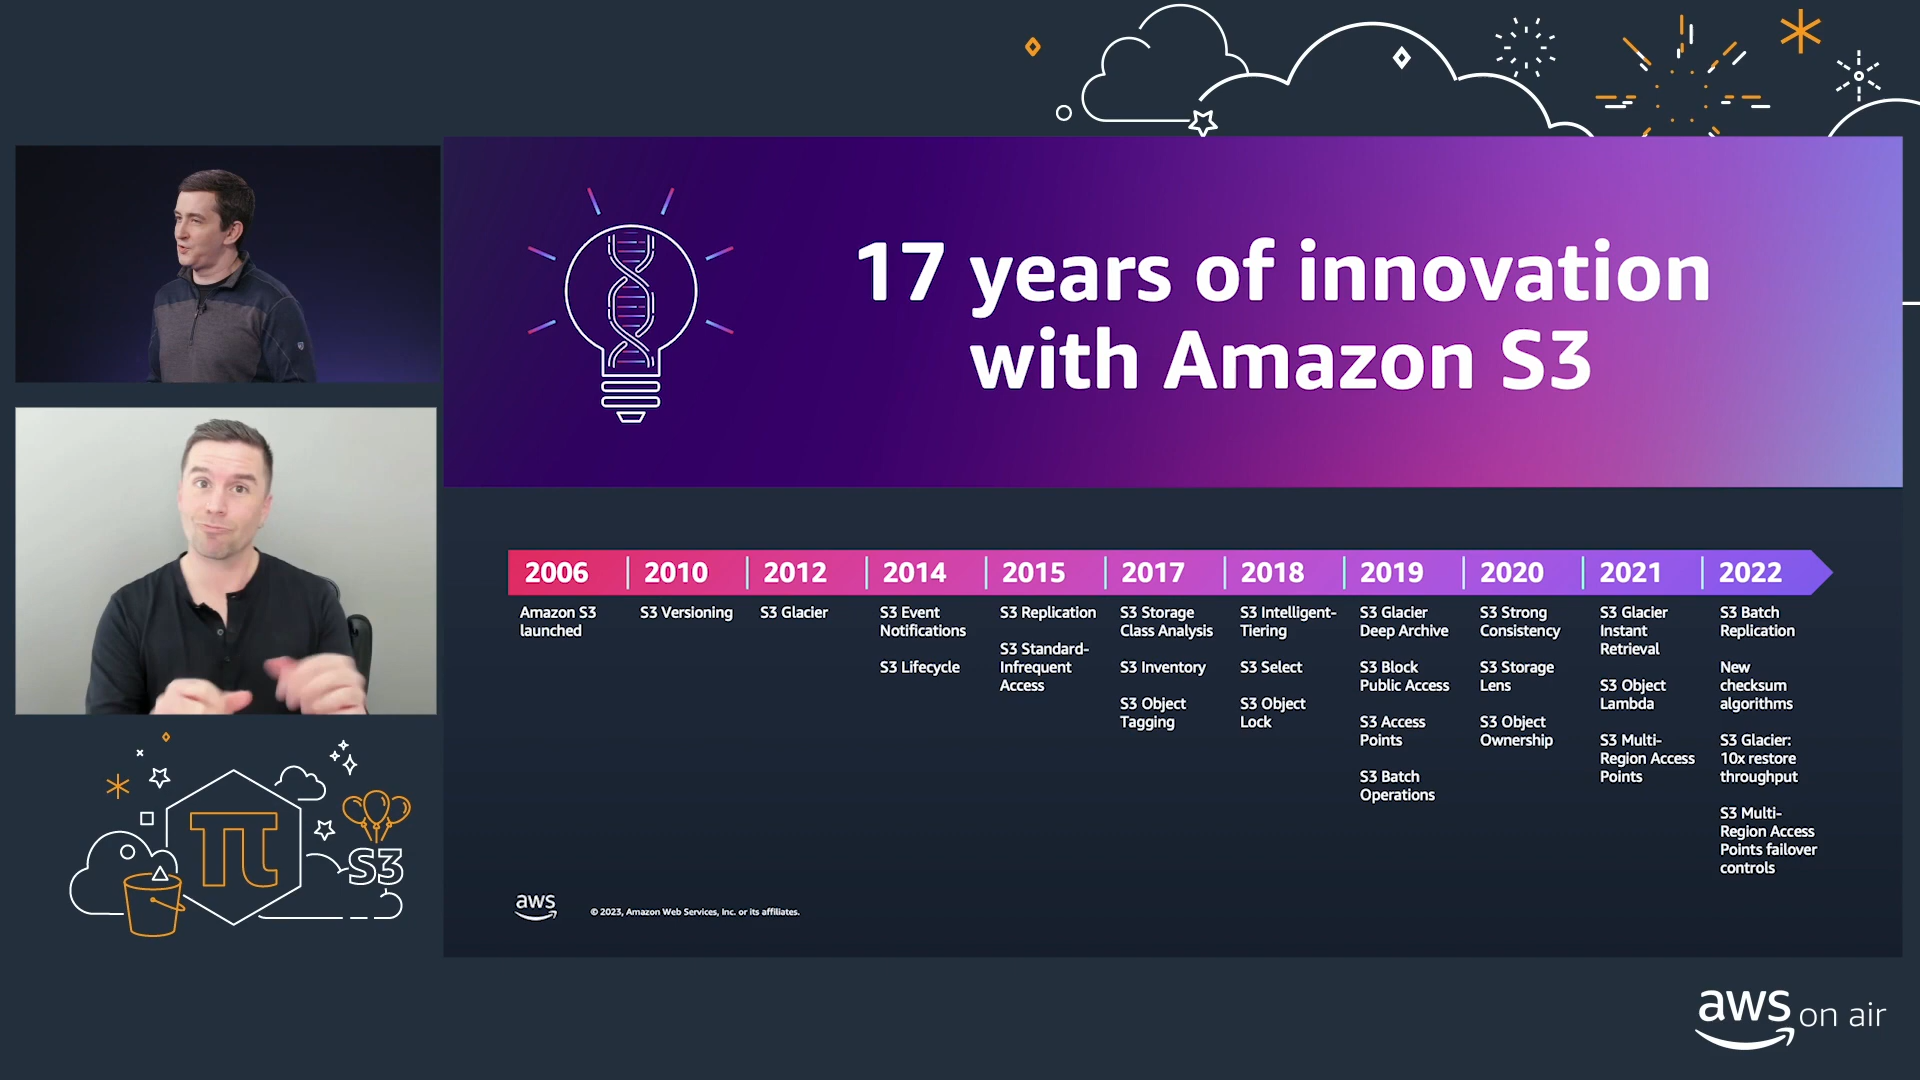 17 years of innovation
with Amazon S3
2006
2010
2012
2014
2015
2017
2018
2019
2020
2021
2022
Amazon S3
launched
S3 Versioning
S3 Glacier
S3 Event
Notifications
S3 Lifecycle
S3 Replication
S3 Standard-
Infrequent
Access
S3 Storage
Class Analysis
S3 Inventory
S3 Object
Tagging
S3 Intelligent-
Tiering
S3 Select
S3 Object
Lock
S3 Glacier
Deep Archive
S3 Block
Public Access
S3 Access
Points
S3 Batch
Operations
S3 Strong
Consistency
S3 Storage
Lens
S3 Object
Ownership
S3 Glacier
Instant
Retrieval
S3 Object
Lambda
S3 Multi-
Region Access
Points
S3 Batch
Replication
New
checksum
algorithms
S3 Glacier:
10x restore
throughput
S3 Multi-
Region Access
Points failover
controls
π
S3
aws
© 2023, Amazon Web Services, Inc. or its affiliates.
aws on air